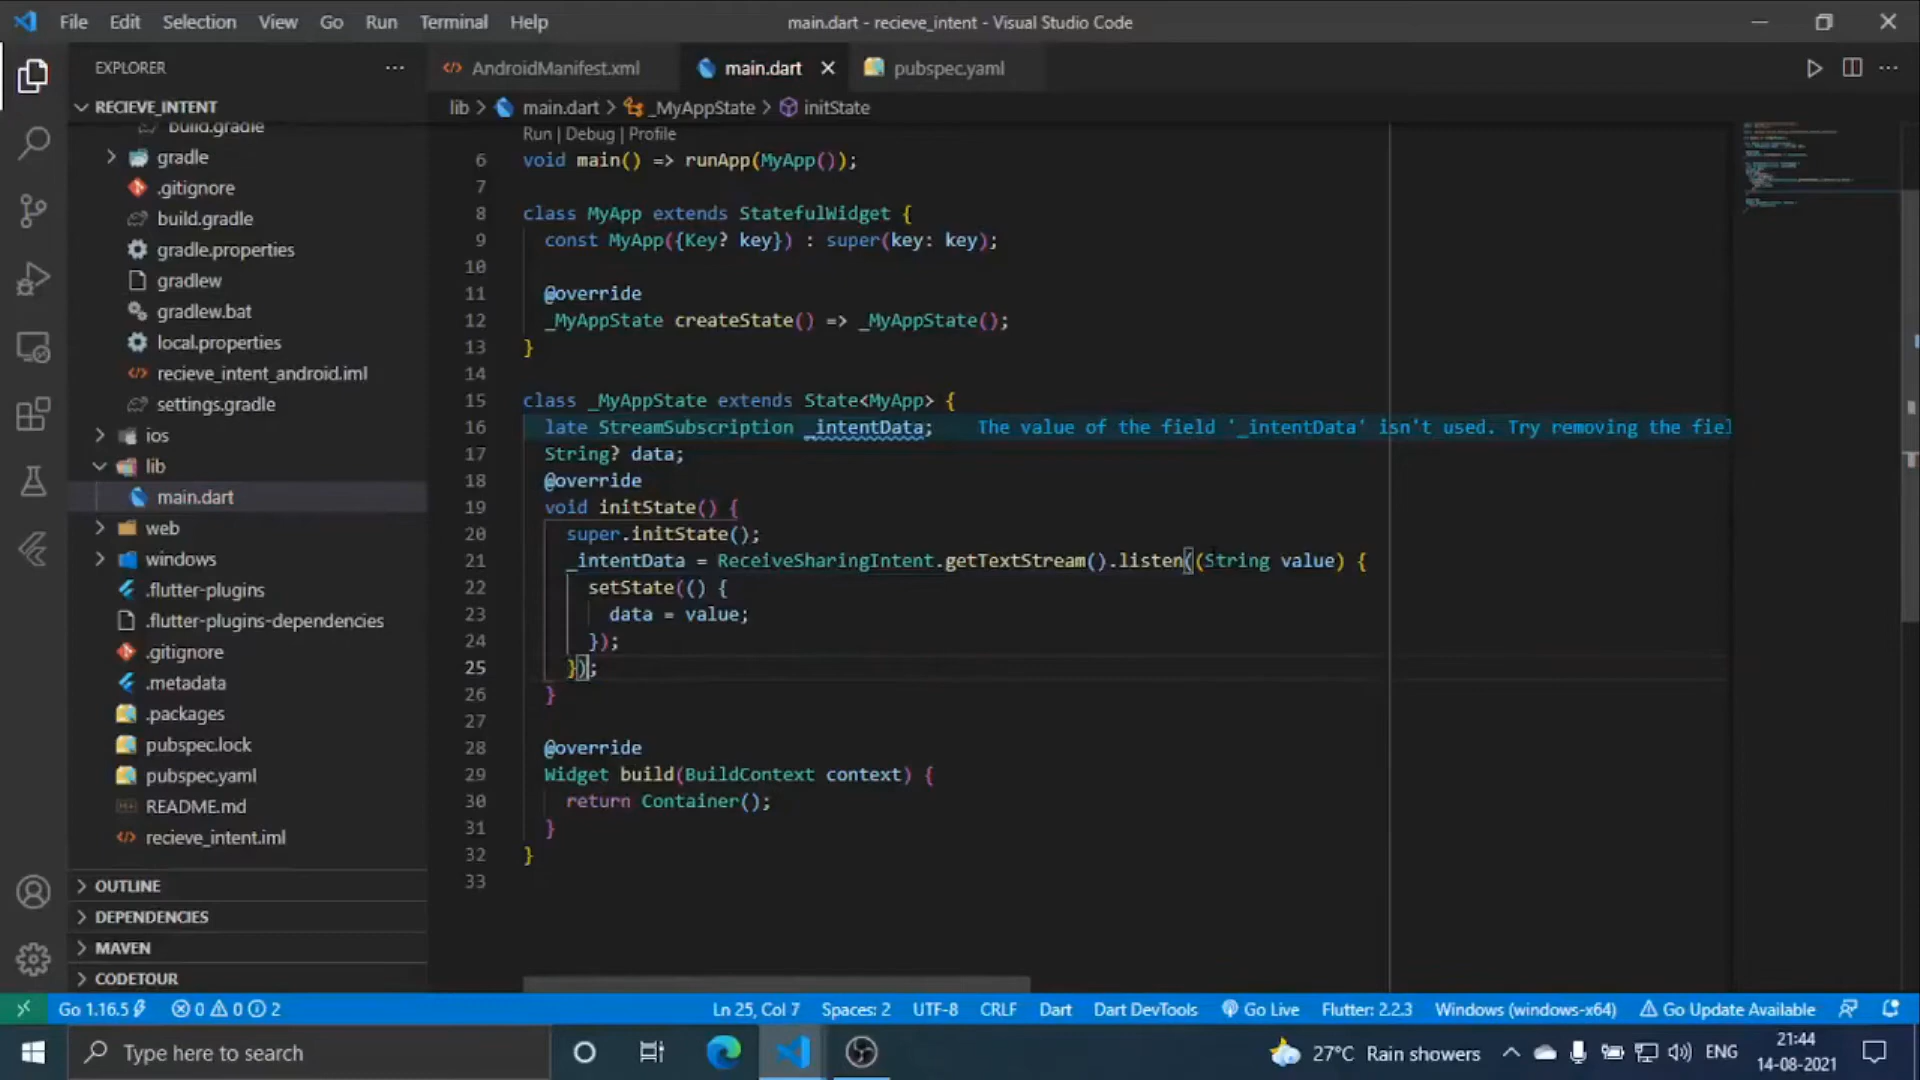 File Edit Selection View Go Run Terminal Help
main.dart - recieve_intent - Visual Studio Code
EXPLORER
AndroidManifest.xml
main.dart
pubspec.yaml
RECIEVE_INTENT
lib > main.dart > _MyAppState > initState
build.gradle
gradle
.gitignore
build.gradle
gradle.properties
gradlew
gradlew.bat
local.properties
recieve_intent_android.iml
settings.gradle
ios
lib
main.dart
web
windows
.flutter-plugins
.flutter-plugins-dependencies
.gitignore
.metadata
.packages
pubspec.lock
pubspec.yaml
README.md
recieve_intent.iml
OUTLINE
DEPENDENCIES
MAVEN
CODETOUR
Run | Debug | Profile
6 void main() => runApp(MyApp());
7
8 class MyApp extends StatefulWidget {
9 const MyApp({Key? key}) : super(key: key);
10
11 @override
12 _MyAppState createState() => _MyAppState();
13 }
14
15 class _MyAppState extends State<MyApp> {
16 late StreamSubscription _intentData; The value of the field '_intentData' isn't used. Try removing the fiel
17 String? data;
18 @override
19 void initState() {
20 super.initState();
21 _intentData = ReceiveSharingIntent.getTextStream().listen((String value) {
22 setState(() {
23 data = value;
24 });
25 });
26 }
27
28 @override
29 Widget build(BuildContext context) {
30 return Container();
31 }
32 }
33
Go 1.16.5 0 0 2
Ln 25, Col 7 Spaces: 2 UTF-8 CRLF Dart Dart DevTools Go Live Flutter: 2.2.3 Windows (windows-x64) Go Update Available
Type here to search
27°C Rain showers
ENG
21:44
14-08-2021